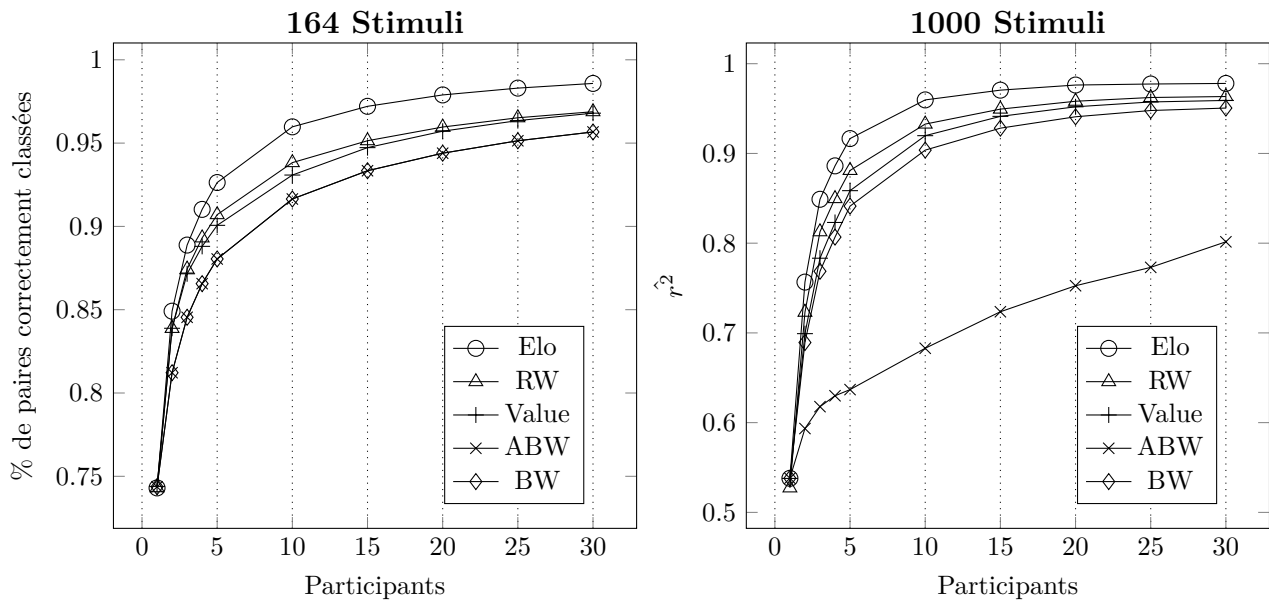 164 Stimuli
% de paires correctement classés
1
0.95
0.9
0.85
0.8
0.75
0
5
10
15
20
25
30
Participants
Elo
RW
Value
ABW
BW
1000 Stimuli
r̂²
1
0.9
0.8
0.7
0.6
0.5
0
5
10
15
20
25
30
Participants
Elo
RW
Value
ABW
BW